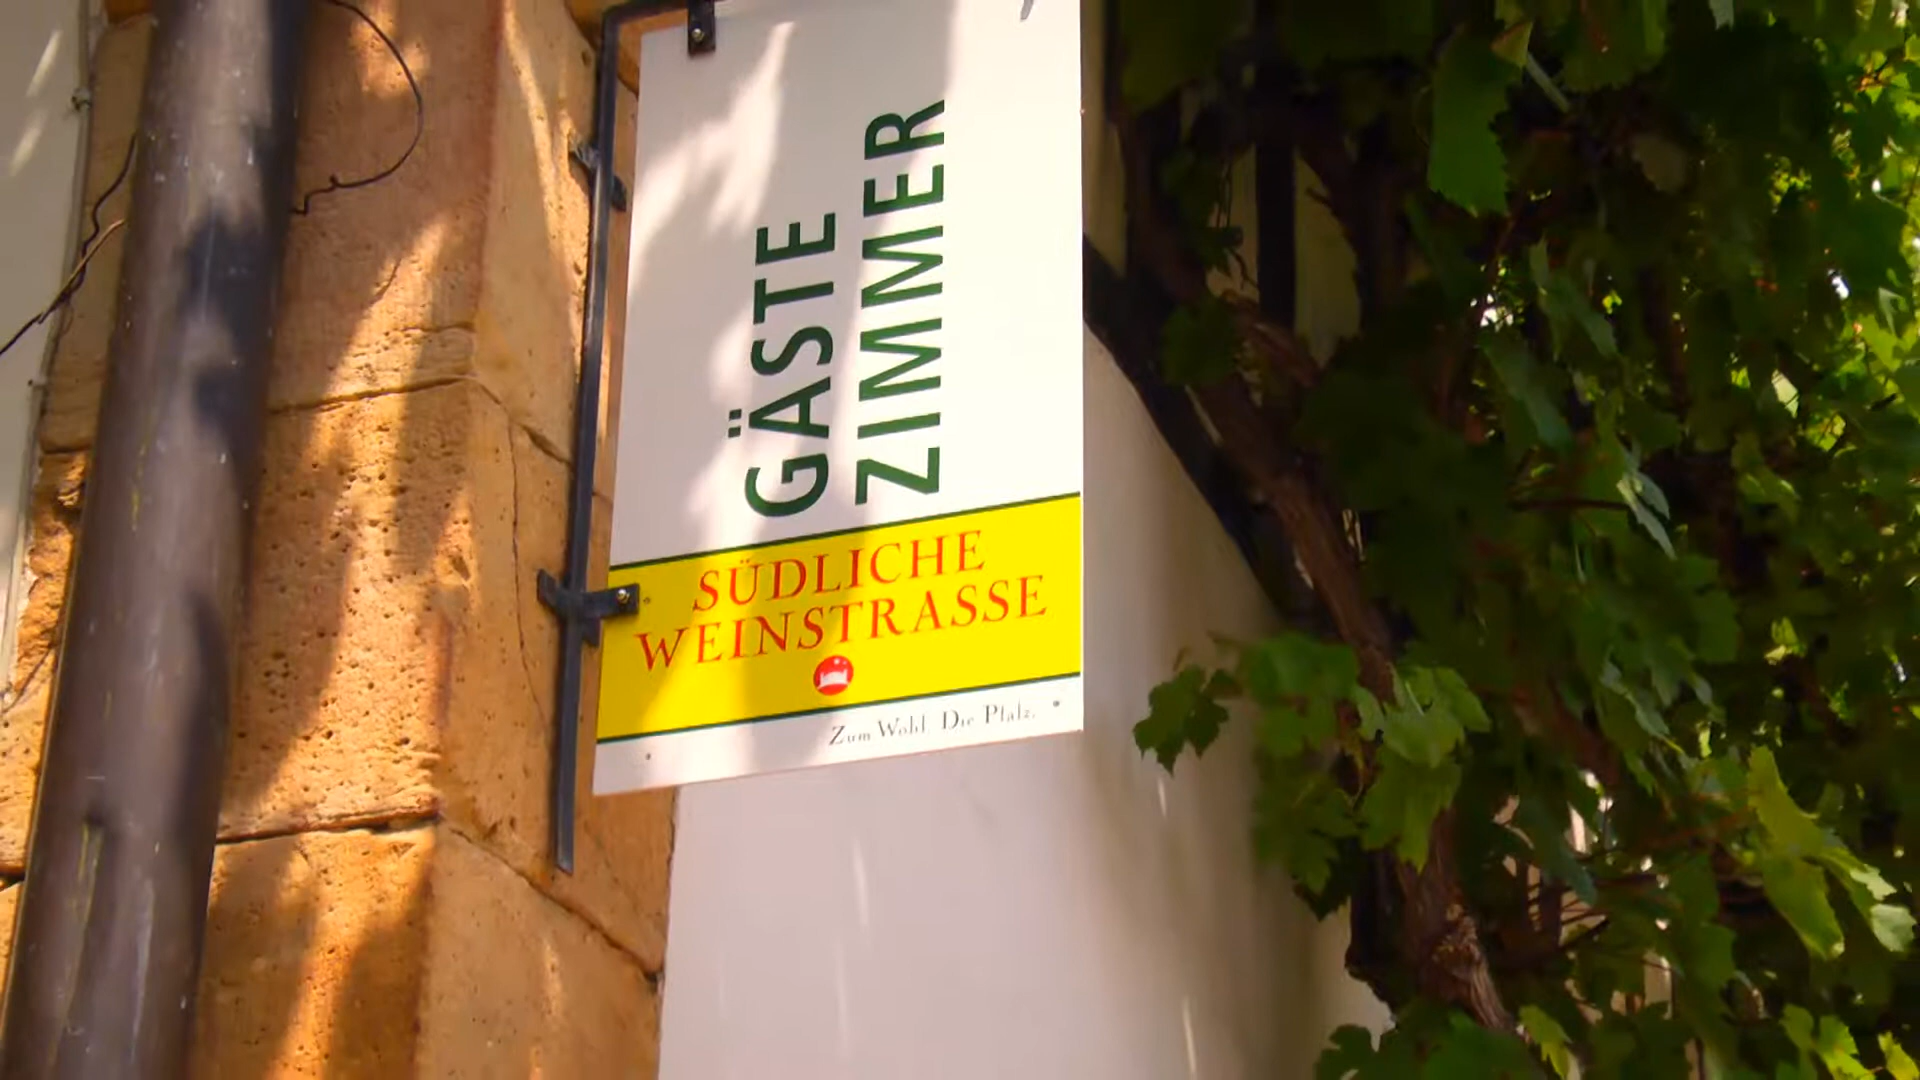 GÄSTE
ZIMMER
SÜDLICHE
WEINSTRASSE
Zum Wohl. Die Pfalz.